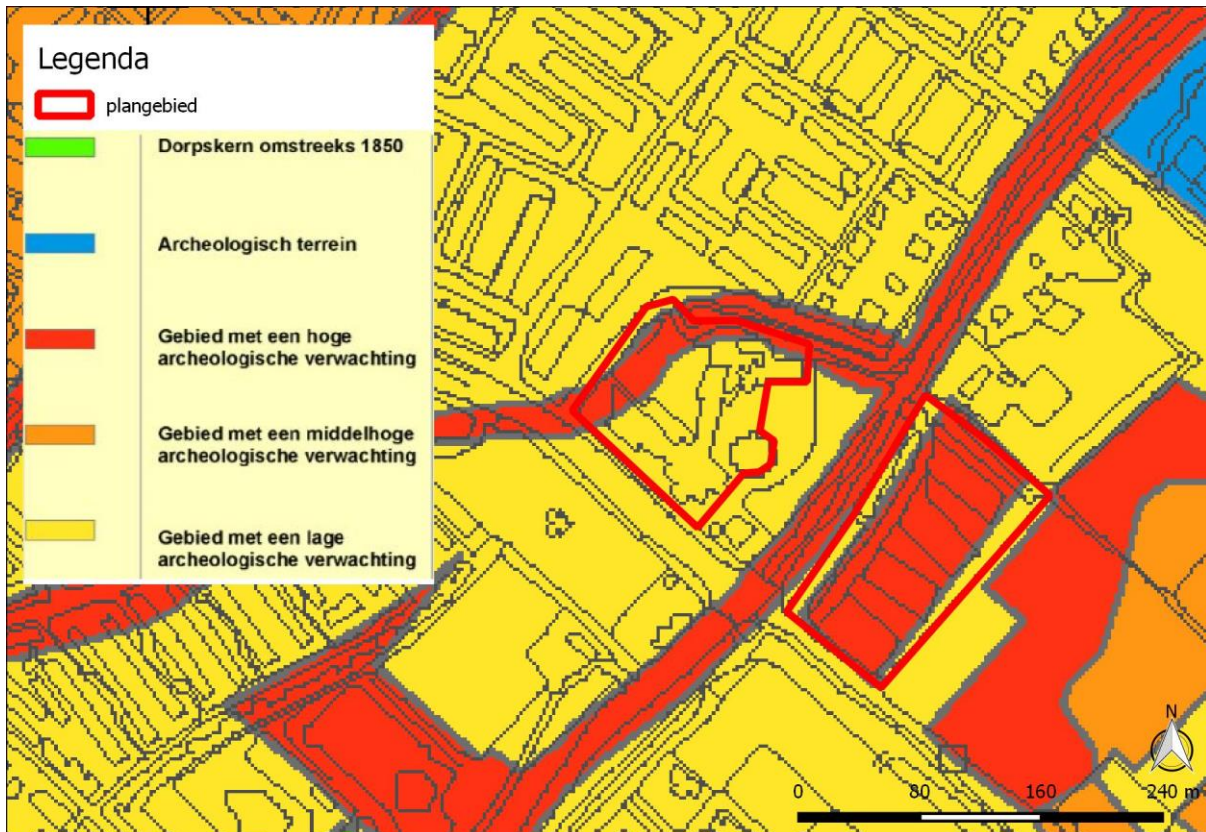 Legenda
plangebied
Dorpskern omstreeks 1850
Archeologisch terrein
Gebied met een hoge
archeologische verwachting
Gebied met een middelhoge
archeologische verwachting
Gebied met een lage
archeologische verwachting
N
0 80 160 240 m